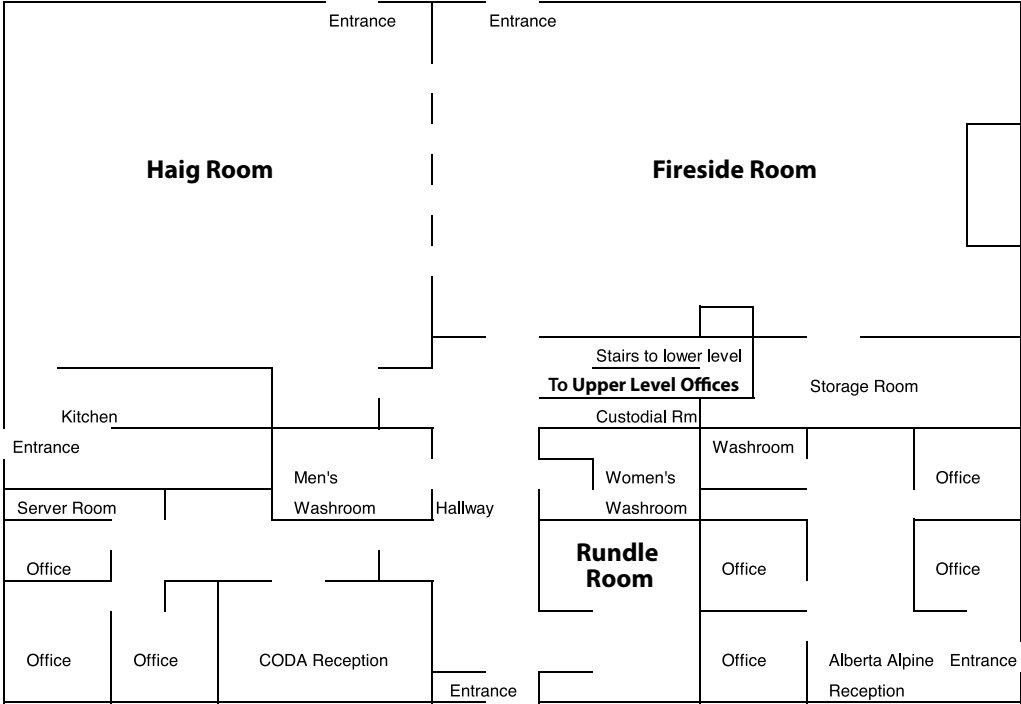 Entrance
Entrance
Haig Room
Fireside Room
Stairs to lower level
To Upper Level Offices
Storage Room
Kitchen
Custodial Rm
Entrance
Washroom
Men's
Washroom
Women's
Washroom
Office
Server Room
Hallway
Rundle
Room
Office
Office
Office
Office
Office
CODA Reception
Office
Alberta Alpine
Reception
Entrance
Entrance